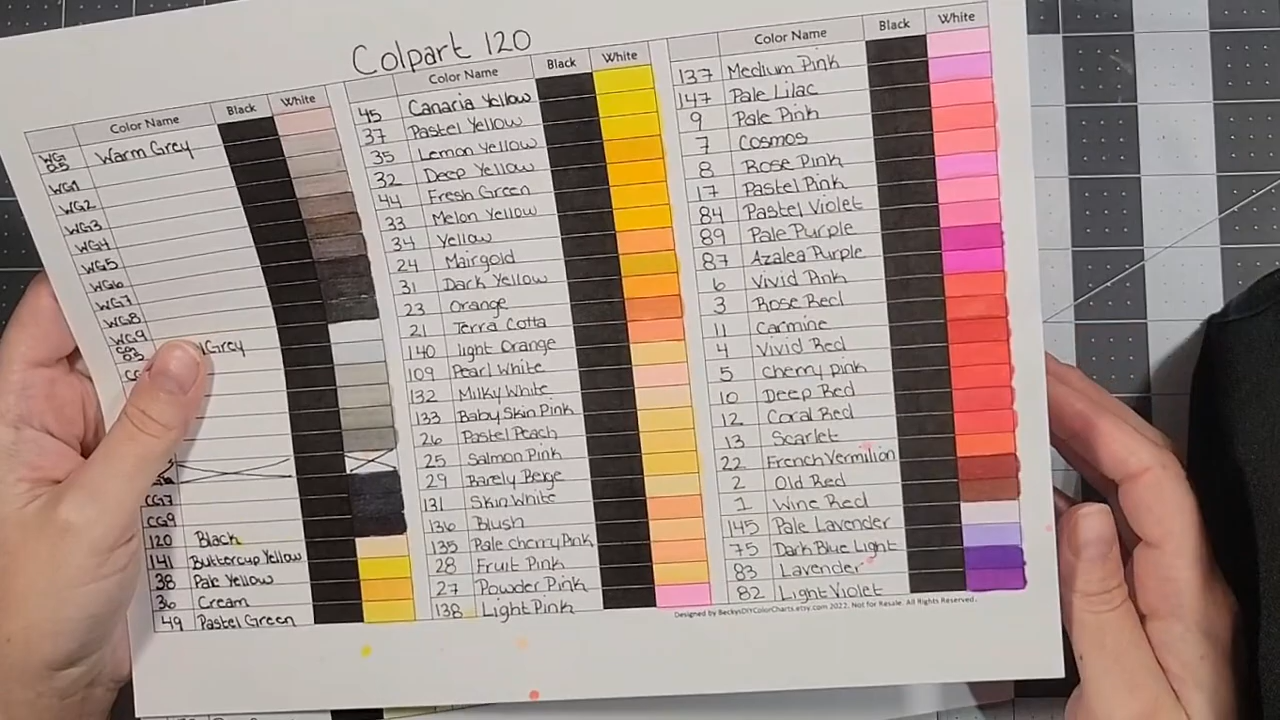 Colpart 120
Color Name Black White
WG 05 Warm Grey
WG1
WG2
WG3
WG4
WG5
WG6
WG7
WG8
WG9
Grey
CG7
CG9
120 Black
141 Buttercup Yellow
38 Pale Yellow
36 Cream
49 Pastel Green
Color Name Black White
45 Canaria Yellow
37 Pastel Yellow
35 Lemon Yellow
32 Deep Yellow
44 Fresh Green
33 Melon Yellow
34 Yellow
24 Mairgold
31 Dark Yellow
23 Orange
21 Terra Cotta
140 light Orange
109 Pearl White
132 Milky White
133 Baby Skin Pink
26 Pastel Peach
25 Salmon Pink
29 Barely Beige
131 Skin White
136 Blush
135 Pale cherry Pink
28 Fruit Pink
27 Powder Pink
138 Light Pink
Color Name Black White
137 Medium Pink
147 Pale Lilac
9 Pale Pink
7 Cosmos
8 Rose Pink
17 Pastel Pink
84 Pastel Violet
89 Pale Purple
87 Azalea Purple
6 Vivid Pink
3 Rose Red
11 Carmine
4 Vivid Red
5 cherry pink
10 Deep Red
12 Coral Red
13 Scarlet
22 French Vermilion
2 Old Red
1 Wine Red
145 Pale Lavender
75 Dark Blue Light
83 Lavender
82 Light Violet
Designed by BeckysDIYColorCharts.etsy.com 2022. Not for Resale. All Rights Reserved.